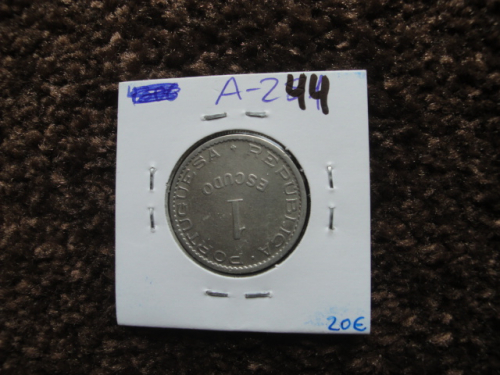 A-244
REPUBLICA · PORTUGUESA ·
1
ESCUDO
20€